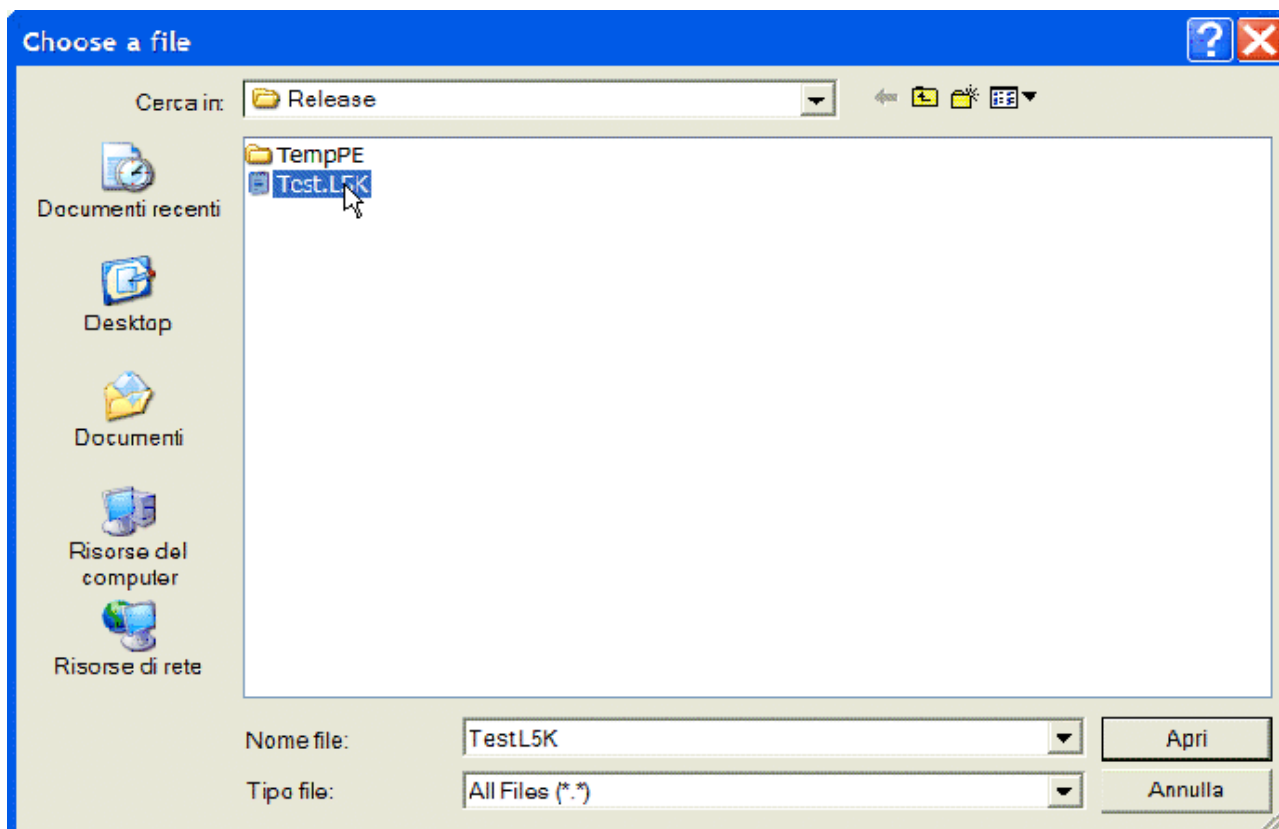 Choose a file
Cerca in:
Release
TempPE
Test.L5K
Documenti recenti
Desktop
Documenti
Risorse del
computer
Risorse di rete
Nome file:
Test.L5K
Apri
Tipo file:
All Files (*.*)
Annulla